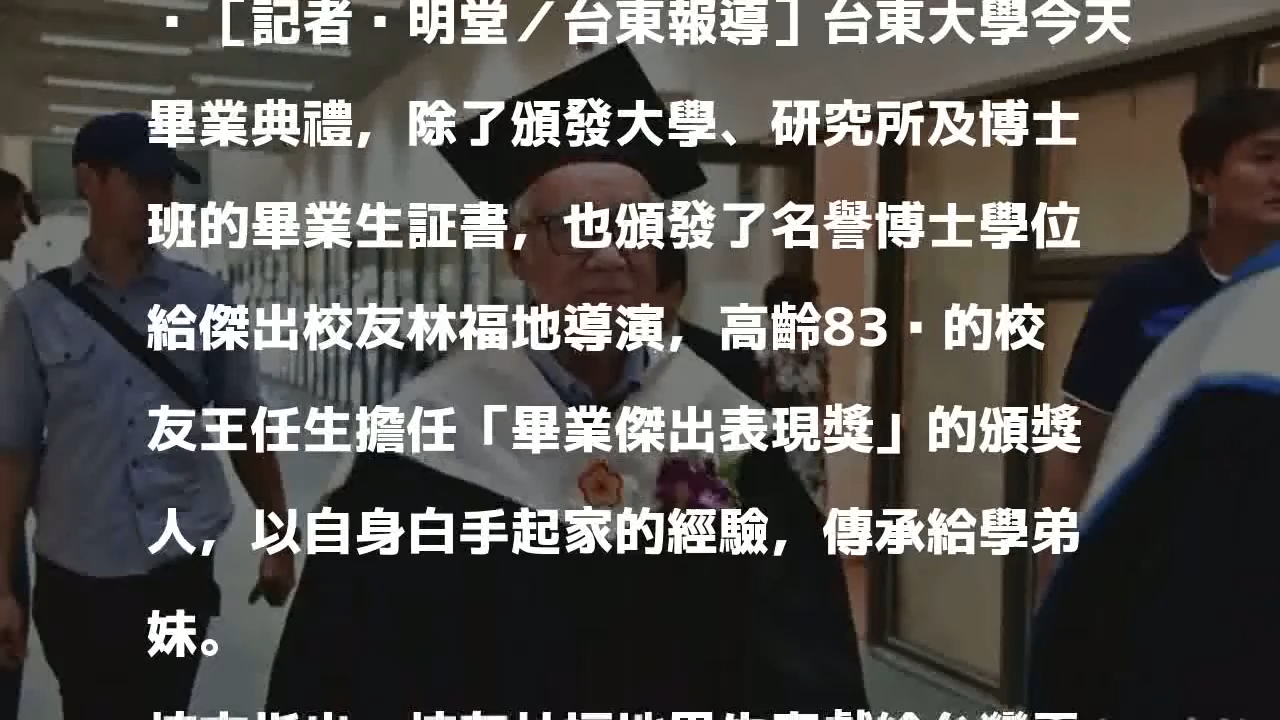 ·［記者·明堂／台東報導］台東大學今天
畢業典禮，除了頒發大學、研究所及博士
班的畢業生証書，也頒發了名譽博士學位
給傑出校友林福地導演，高齡83·的校
友王任生擔任「畢業傑出表現獎」的頒獎
人，以自身白手起家的經驗，傳承給學弟
妹。